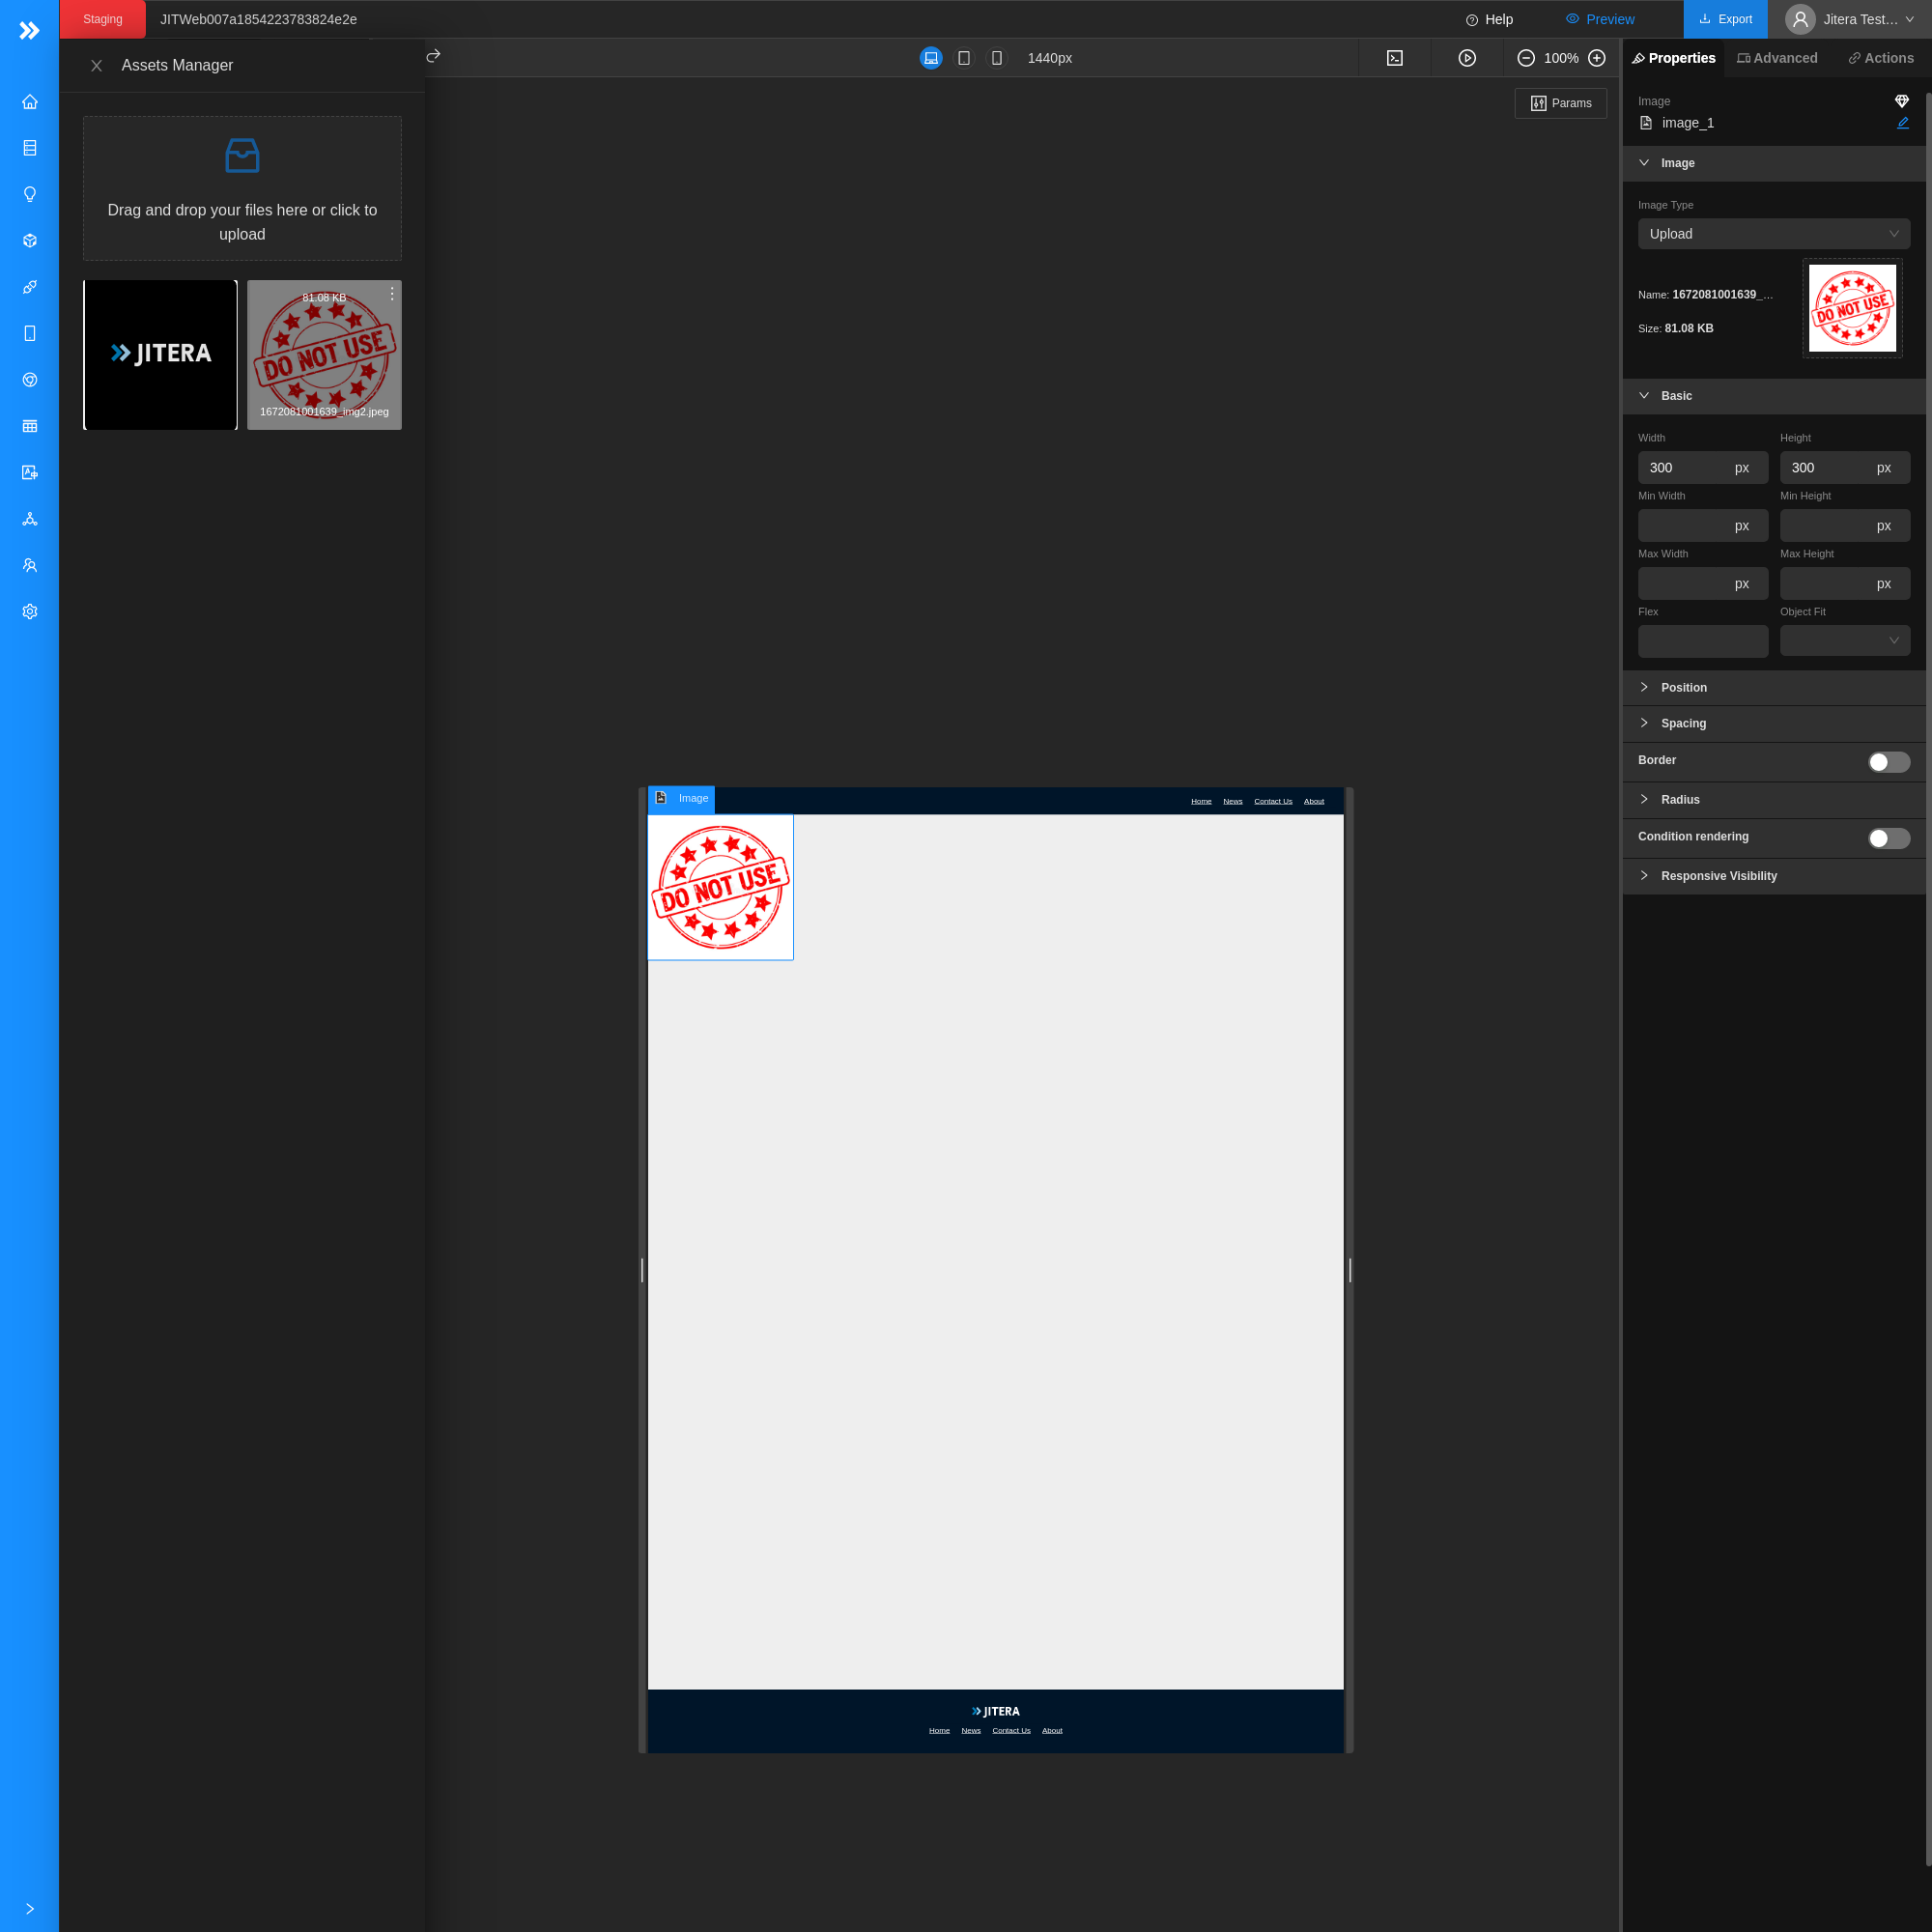 Staging
JITWeb007a1854223783824e2e
Help
Preview
Export
Jitera Test...
Assets Manager
1440px
100%
Properties
Advanced
Actions
Params
Drag and drop your files here or click to
upload
JITERA
81.08 KB
DO NOT USE
1672081001639_img2.jpeg
Image
image_1
Image
Image Type
Upload
Name: 1672081001639_...
Size: 81.08 KB
DO NOT USE
Basic
Width
Height
300 px
300 px
Min Width
Min Height
px
px
Max Width
Max Height
px
px
Flex
Object Fit
Position
Spacing
Border
Radius
Condition rendering
Responsive Visibility
Image
Home News Contact Us About
DO NOT USE
JITERA
Home News Contact Us About